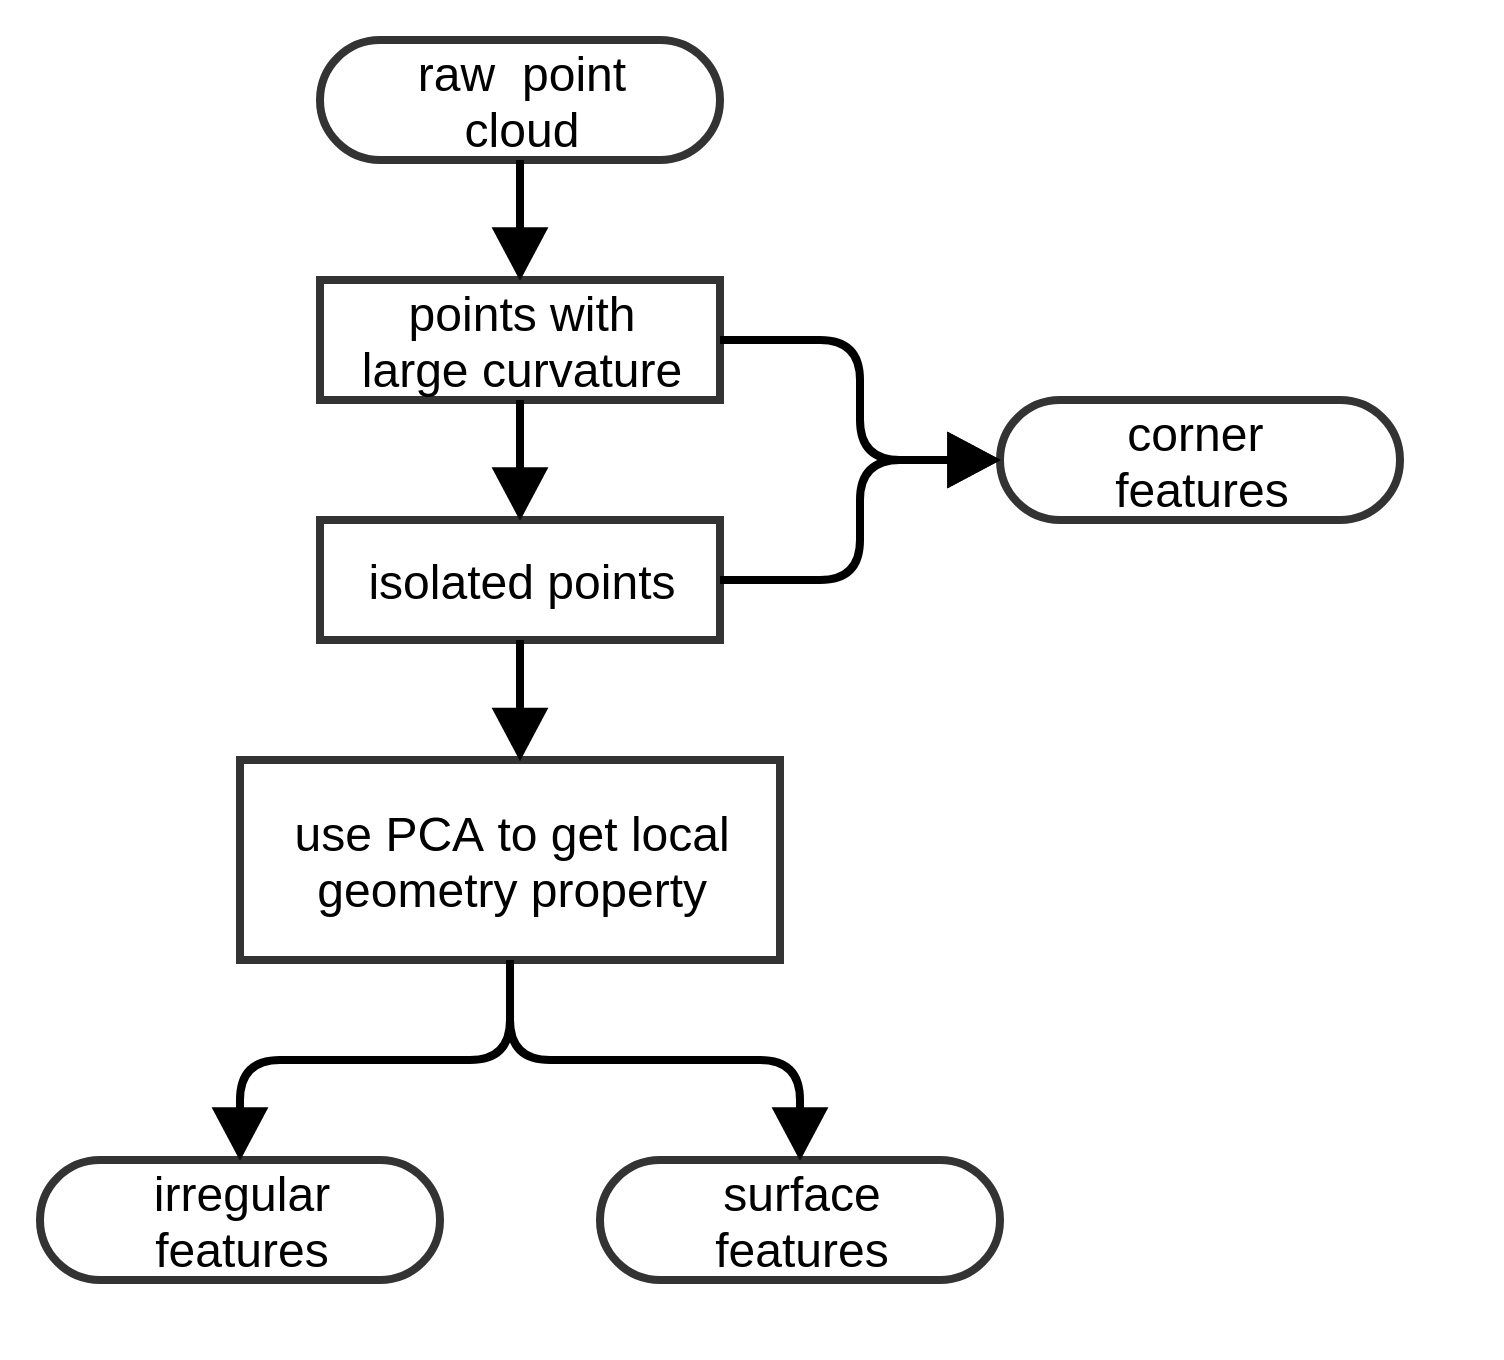 raw point
cloud
points with
large curvature
corner
features
isolated points
use PCA to get local
geometry property
irregular
features
surface
features